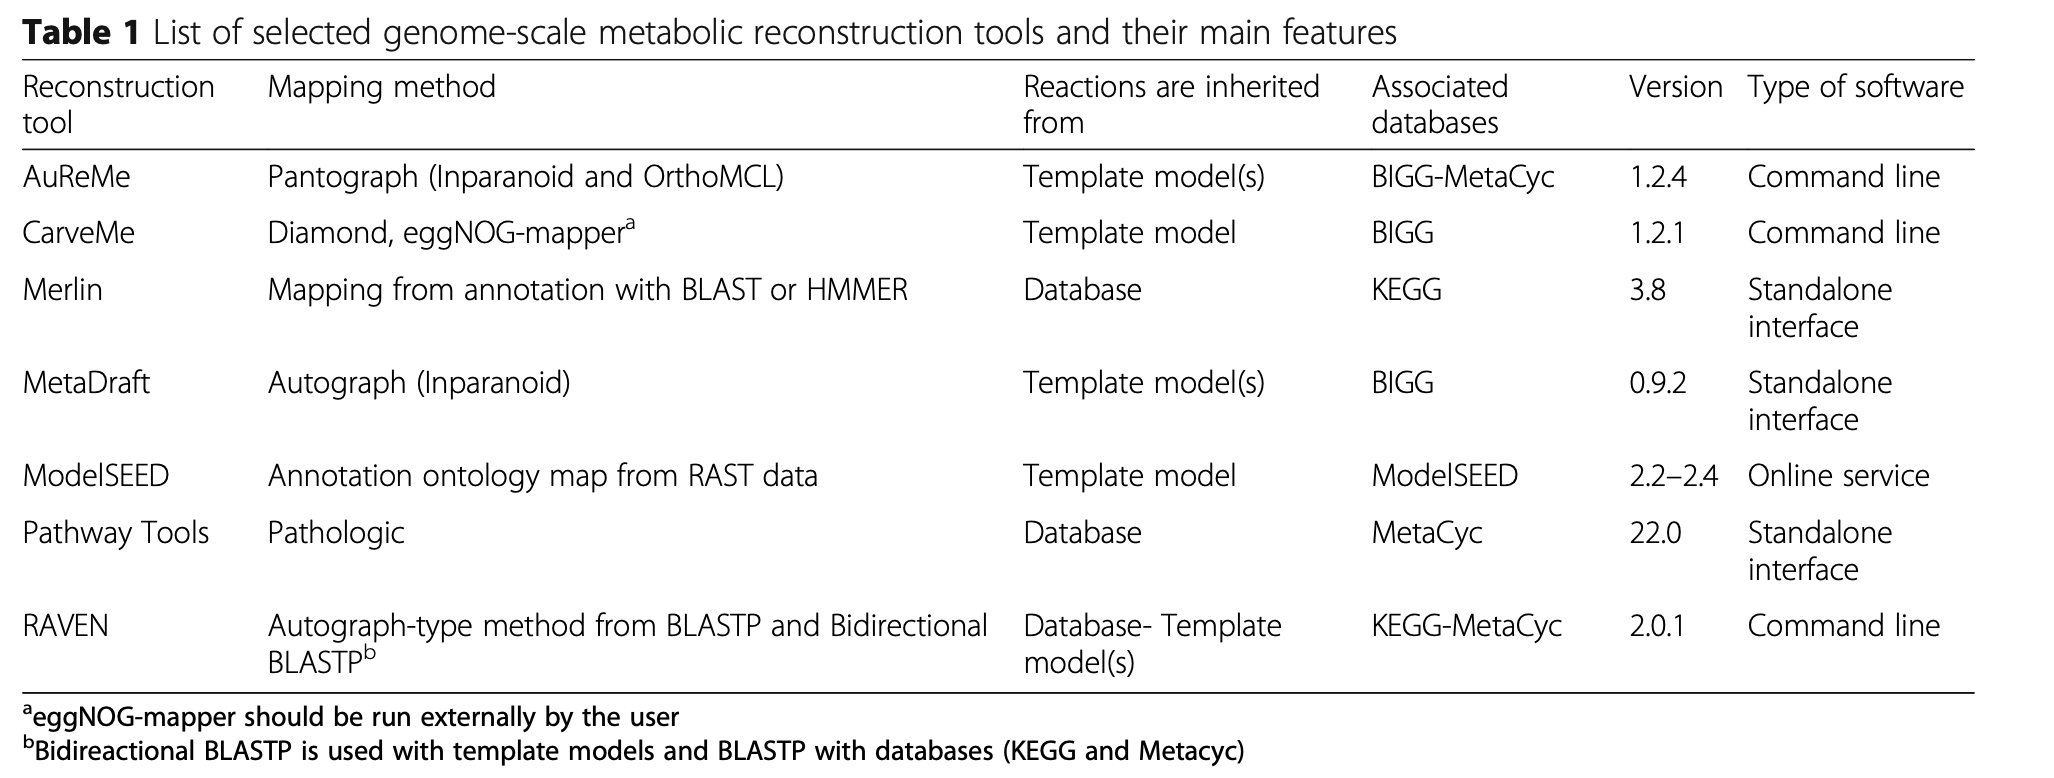 Table 1 List of selected genome-scale metabolic reconstruction tools and their main features
Reconstruction tool Mapping method Reactions are inherited from Associated databases Version Type of software
AuReMe Pantograph (Inparanoid and OrthoMCL) Template model(s) BIGG-MetaCyc 1.2.4 Command line
CarveMe Diamond, eggNOG-mapperᵃ Template model BIGG 1.2.1 Command line
Merlin Mapping from annotation with BLAST or HMMER Database KEGG 3.8 Standalone interface
MetaDraft Autograph (Inparanoid) Template model(s) BIGG 0.9.2 Standalone interface
ModelSEED Annotation ontology map from RAST data Template model ModelSEED 2.2–2.4 Online service
Pathway Tools Pathologic Database MetaCyc 22.0 Standalone interface
RAVEN Autograph-type method from BLASTP and Bidirectional BLASTPᵇ Database- Template model(s) KEGG-MetaCyc 2.0.1 Command line
ᵃeggNOG-mapper should be run externally by the user
ᵇBidireactional BLASTP is used with template models and BLASTP with databases (KEGG and Metacyc)